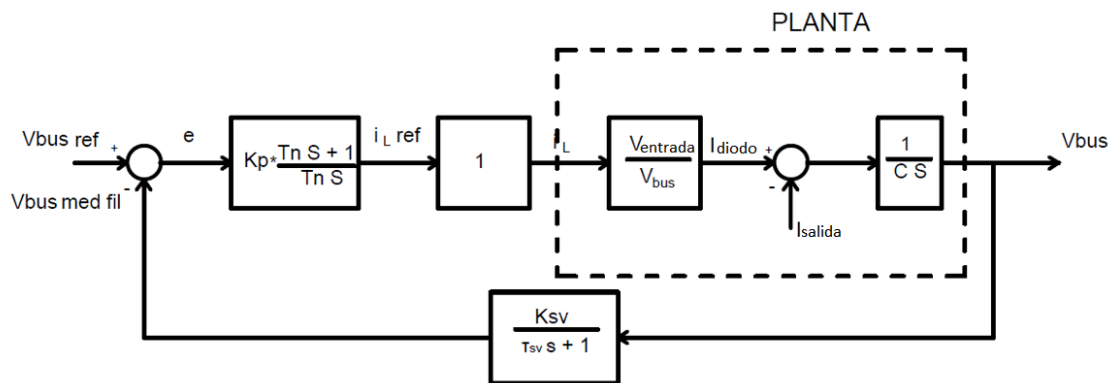 PLANTA
Vbus ref
+
e
Kp* Tn S + 1
Tn S
i L ref
1
i L
Ventrada
Vbus
Idiodo
+
-
Isalida
1
C S
Vbus
-
Vbus med fil
Ksv
τsv s + 1